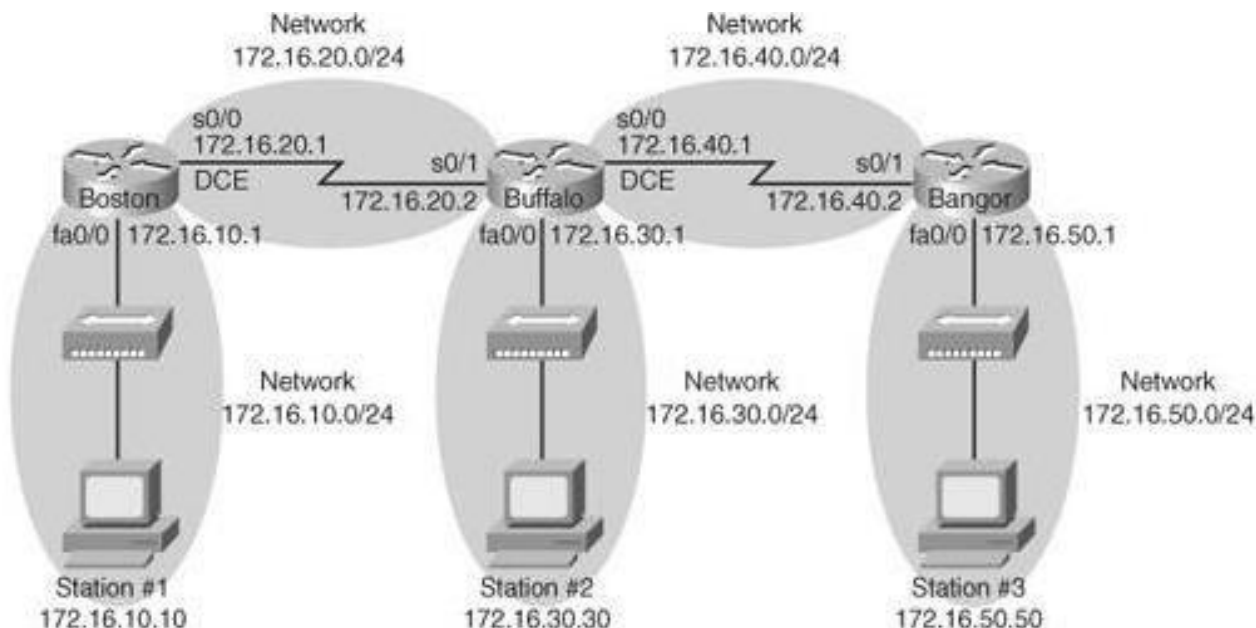 Network
172.16.20.0/24
Network
172.16.40.0/24
s0/0
172.16.20.1
DCE
s0/1
172.16.20.2
s0/0
172.16.40.1
DCE
s0/1
172.16.40.2
Boston
Buffalo
Bangor
fa0/0 172.16.10.1
fa0/0 172.16.30.1
fa0/0 172.16.50.1
Network
172.16.10.0/24
Network
172.16.30.0/24
Network
172.16.50.0/24
Station #1
172.16.10.10
Station #2
172.16.30.30
Station #3
172.16.50.50